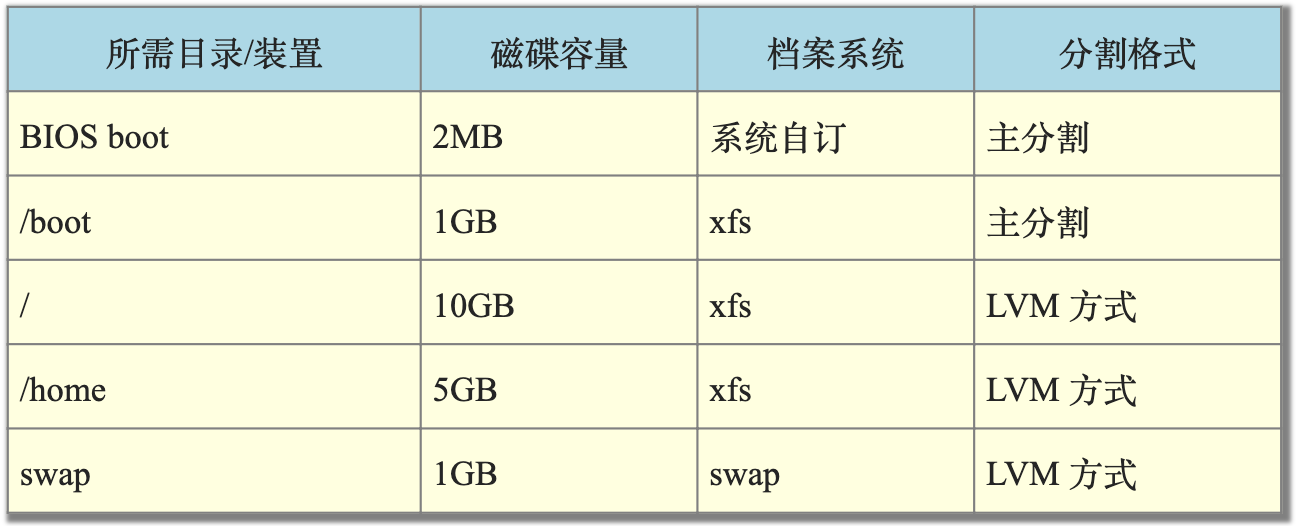 所需目录/装置 磁碟容量 档案系统 分割格式
BIOS boot 2MB 系统自订 主分割
/boot 1GB xfs 主分割
/ 10GB xfs LVM 方式
/home 5GB xfs LVM 方式
swap 1GB swap LVM 方式